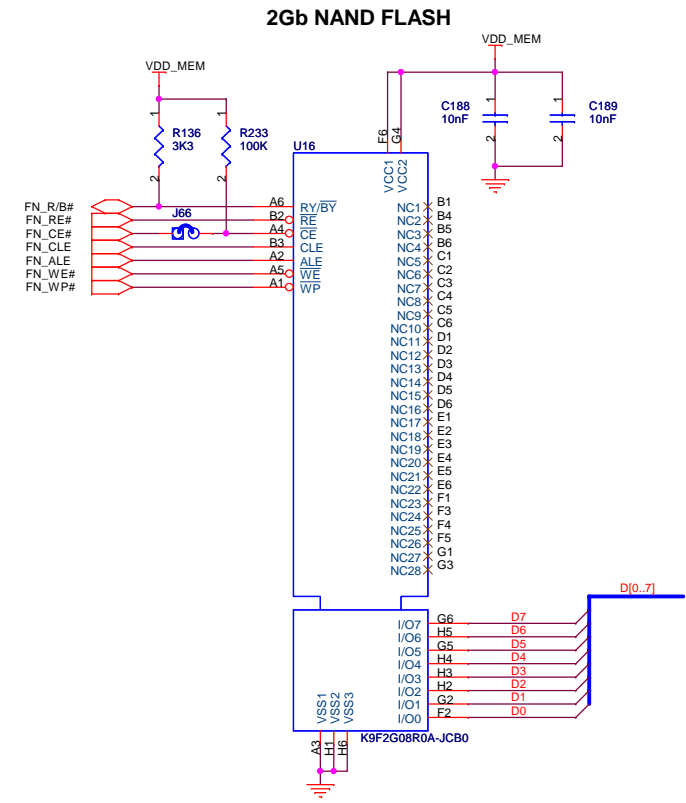 2Gb NAND FLASH
VDD_MEM
VDD_MEM
1
1
R136
3K3
R233
100K
2
2
C188
10nF
1
2
C189
10nF
1
2
U16
F6
G4
VCC1
VCC2
FN_R/B#
FN_RE#
FN_CE#
FN_CLE
FN_ALE
FN_WE#
FN_WP#
J66
A6 RY/BY
B2 RE
A4 CE
B3 CLE
A2 ALE
A5 WE
A1 WP
NC1 B1
NC2 B4
NC3 B5
NC4 B6
NC5 C1
NC6 C2
NC7 C3
NC8 C4
NC9 C5
NC10 C6
NC11 D1
NC12 D2
NC13 D3
NC14 D4
NC15 D5
NC16 D6
NC17 E1
NC18 E2
NC19 E3
NC20 E4
NC21 E5
NC22 E6
NC23 F1
NC24 F3
NC25 F4
NC26 F5
NC27 G1
NC28 G3
D[0..7]
I/O7 G6 D7
I/O6 H5 D6
I/O5 G5 D5
I/O4 H4 D4
I/O3 H3 D3
I/O2 H2 D2
I/O1 G2 D1
I/O0 F2 D0
VSS1
VSS2
VSS3
K9F2G08R0A-JCB0
A3
H1
H6